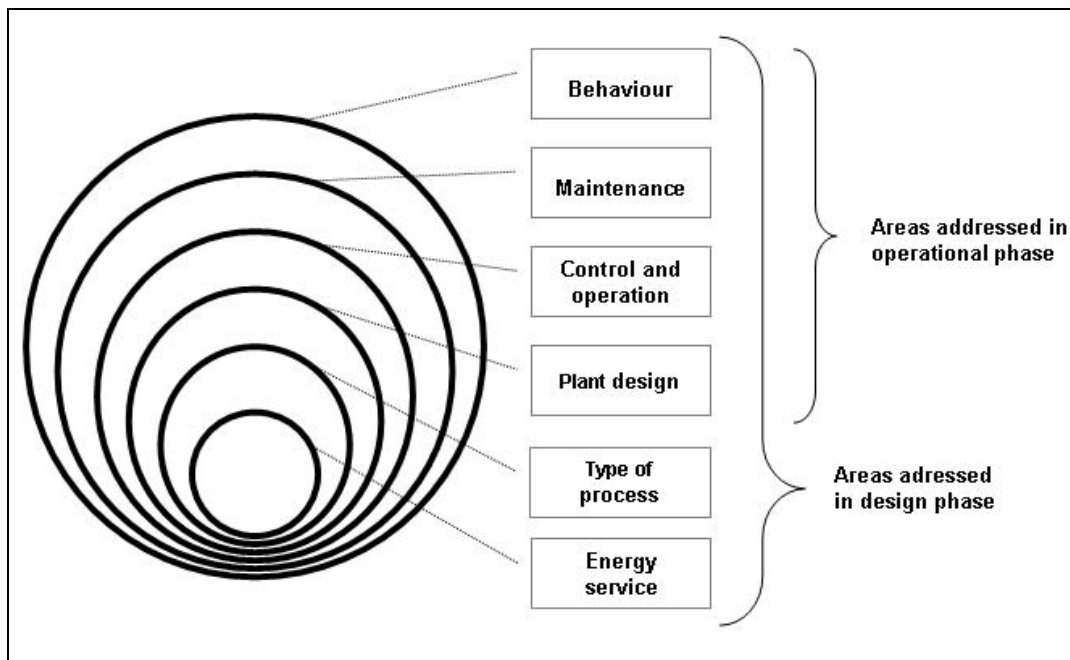 Behaviour
Maintenance
Control and
operation
Plant design
Type of
process
Energy
service
Areas addressed in
operational phase
Areas adressed
in design phase